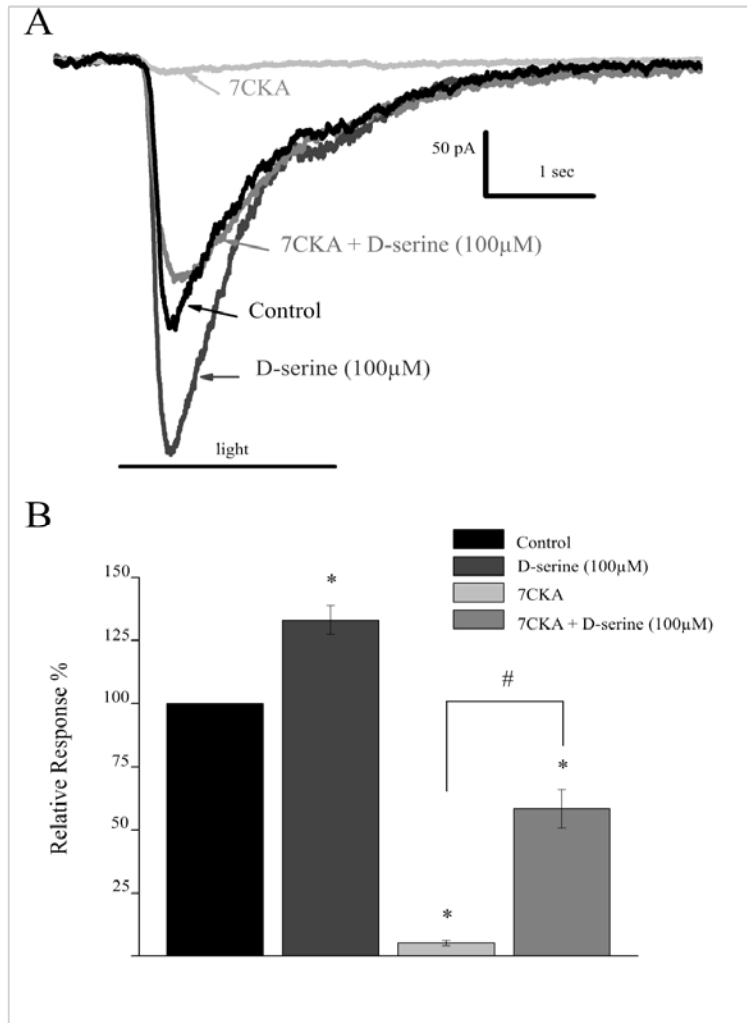 A
7CKA
50 pA
1 sec
7CKA + D-serine (100µM)
Control
D-serine (100µM)
light
B
Control
D-serine (100µM)
7CKA
7CKA + D-serine (100µM)
150
125
100
75
50
25
Relative Response %
*
#
*
*